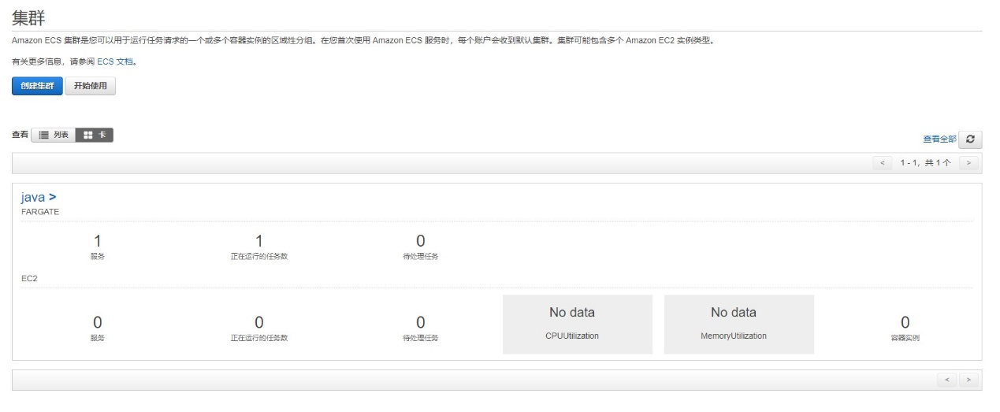 集群
Amazon ECS 集群是您可以用于运行任务请求的一个或多个容器实例的区域性分组。在您首次使用 Amazon ECS 服务时，每个账户会收到默认集群。集群可能包含多个 Amazon EC2 实例类型。
有关更多信息，请参阅 ECS 文档。
创建集群 开始使用
查看 列表 卡 查看全部
< 1 - 1，共 1 个 >
java >
FARGATE
1 1 0
服务 正在运行的任务数 待处理任务
EC2
0 0 0 No data No data 0
服务 正在运行的任务数 待处理任务 CPUUtilization MemoryUtilization 容器实例
< >